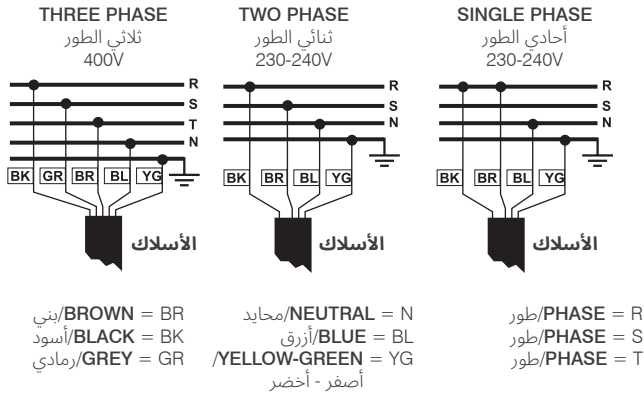 THREE PHASE
ثلاثي الطور
400V
R
S
T
N
BK GR BR BL YG
الأسلاك
TWO PHASE
ثنائي الطور
230-240V
R
S
N
BK BR BL YG
الأسلاك
SINGLE PHASE
أحادي الطور
230-240V
R
S
N
BK BR BL YG
الأسلاك
بني/BROWN = BR
أسود/BLACK = BK
رمادي/GREY = GR
محايد/NEUTRAL = N
أزرق/BLUE = BL
/YELLOW-GREEN = YG
أصفر - أخضر
طور/PHASE = R
طور/PHASE = S
طور/PHASE = T